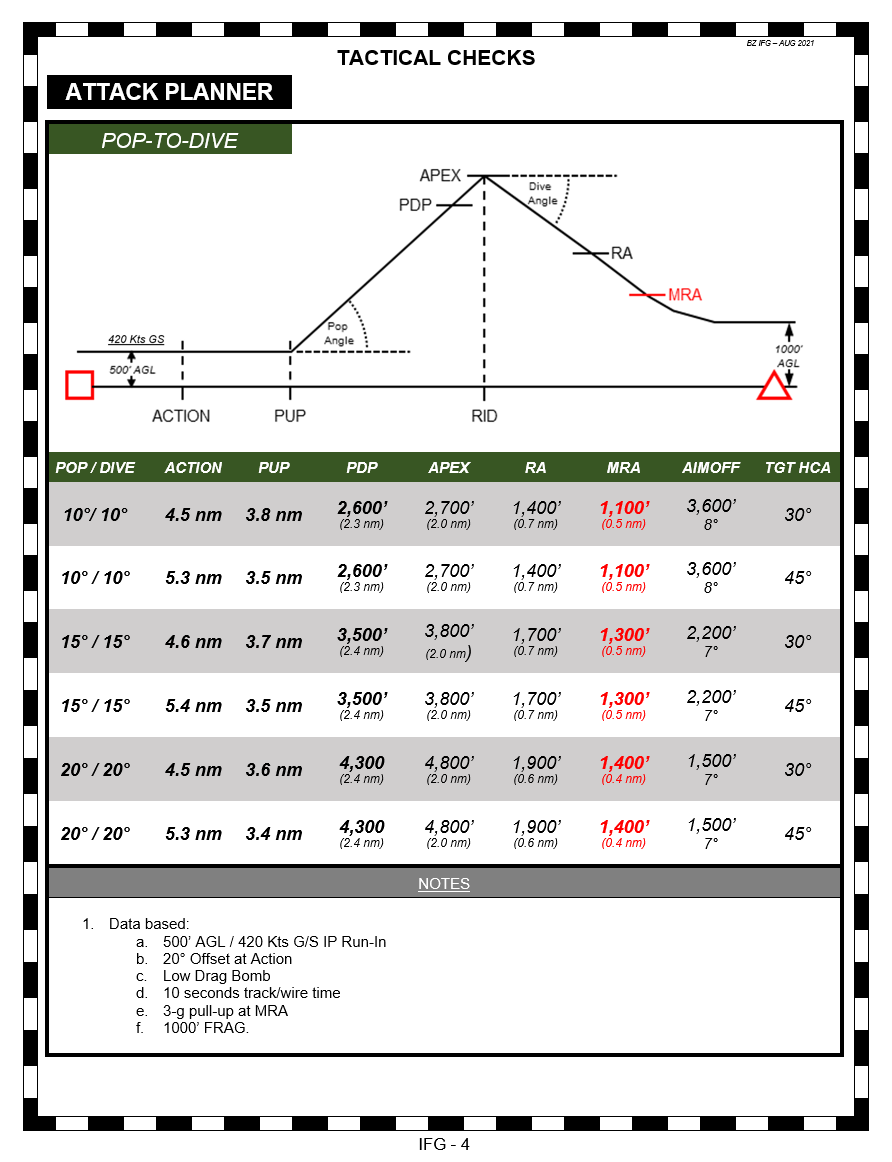 BZ IFG – AUG 2021
TACTICAL CHECKS
ATTACK PLANNER
POP-TO-DIVE
APEX
Dive
Angle
PDP
RA
MRA
Pop
Angle
420 Kts GS
500’ AGL
1000’
AGL
ACTION PUP RID
POP / DIVE ACTION PUP PDP APEX RA MRA AIMOFF TGT HCA
10°/ 10° 4.5 nm 3.8 nm 2,600’ 2,700’ 1,400’ 1,100’ 3,600’ 30°
(2.3 nm) (2.0 nm) (0.7 nm) (0.5 nm) 8°
10° / 10° 5.3 nm 3.5 nm 2,600’ 2,700’ 1,400’ 1,100’ 3,600’ 45°
(2.3 nm) (2.0 nm) (0.7 nm) (0.5 nm) 8°
15° / 15° 4.6 nm 3.7 nm 3,500’ 3,800’ 1,700’ 1,300’ 2,200’ 30°
(2.4 nm) (2.0 nm) (0.7 nm) (0.5 nm) 7°
15° / 15° 5.4 nm 3.5 nm 3,500’ 3,800’ 1,700’ 1,300’ 2,200’ 45°
(2.4 nm) (2.0 nm) (0.7 nm) (0.5 nm) 7°
20° / 20° 4.5 nm 3.6 nm 4,300 4,800’ 1,900’ 1,400’ 1,500’ 30°
(2.4 nm) (2.0 nm) (0.6 nm) (0.4 nm) 7°
20° / 20° 5.3 nm 3.4 nm 4,300 4,800’ 1,900’ 1,400’ 1,500’ 45°
(2.4 nm) (2.0 nm) (0.6 nm) (0.4 nm) 7°
NOTES
1. Data based:
a. 500’ AGL / 420 Kts G/S IP Run-In
b. 20° Offset at Action
c. Low Drag Bomb
d. 10 seconds track/wire time
e. 3-g pull-up at MRA
f. 1000’ FRAG.
IFG - 4